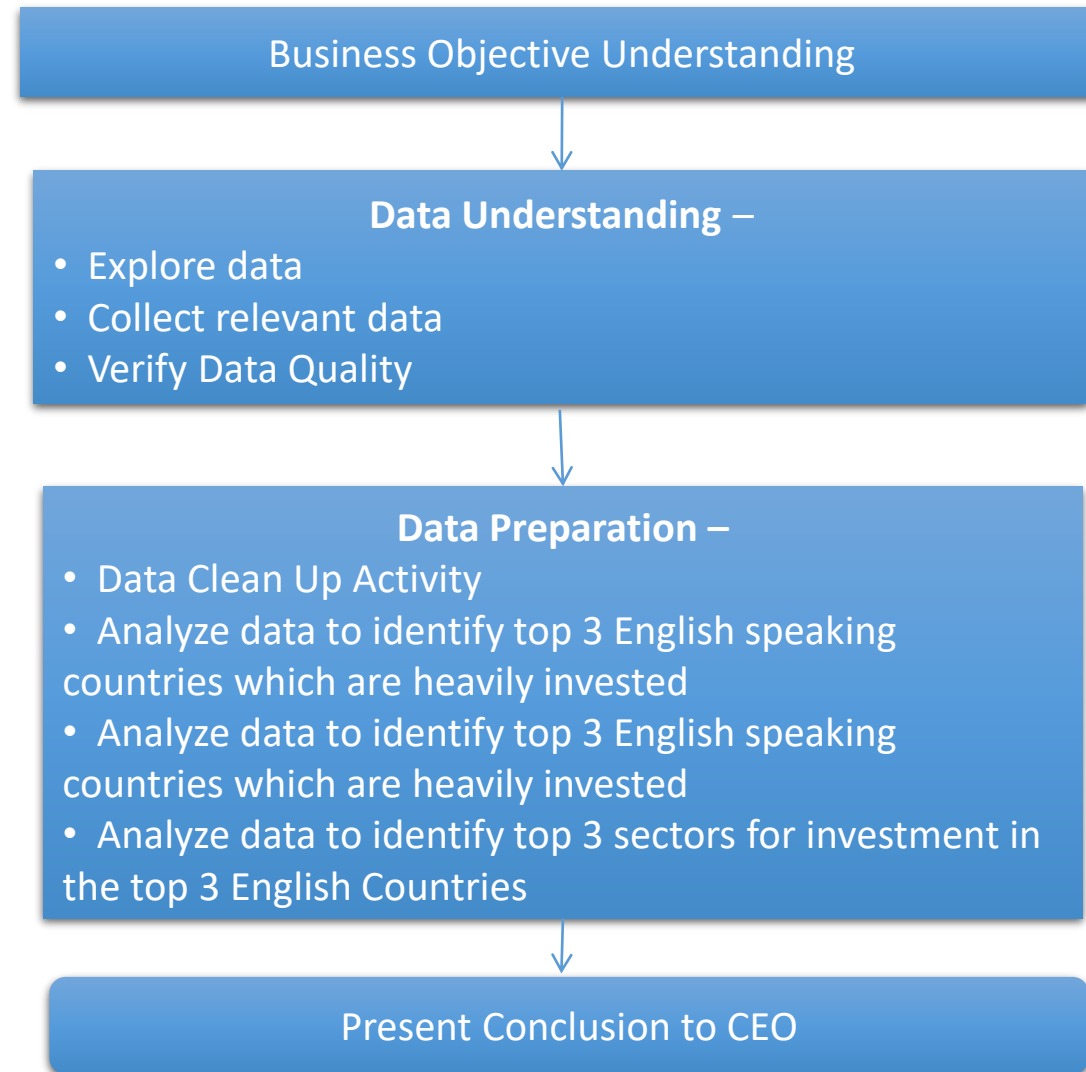 Business Objective Understanding
Data Understanding –
• Explore data
• Collect relevant data
• Verify Data Quality
Data Preparation –
• Data Clean Up Activity
• Analyze data to identify top 3 English speaking
countries which are heavily invested
• Analyze data to identify top 3 English speaking
countries which are heavily invested
• Analyze data to identify top 3 sectors for investment in
the top 3 English Countries
Present Conclusion to CEO